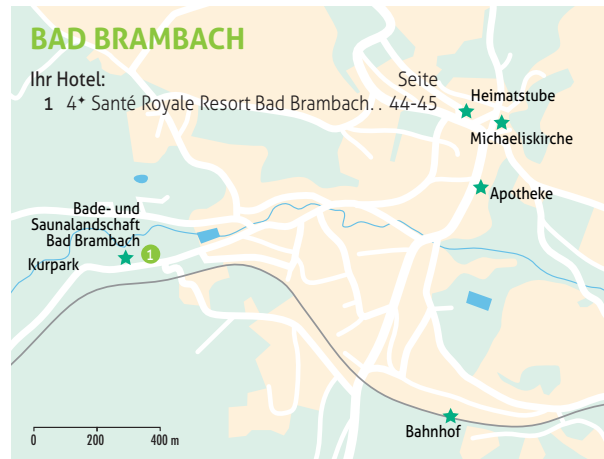 BAD BRAMBACH
Ihr Hotel: Seite
1 4✦ Santé Royale Resort Bad Brambach. . 44-45
Heimatstube
Michaeliskirche
Apotheke
Bade- und
Saunalandschaft
Bad Brambach
1
Kurpark
Bahnhof
0 200 400 m